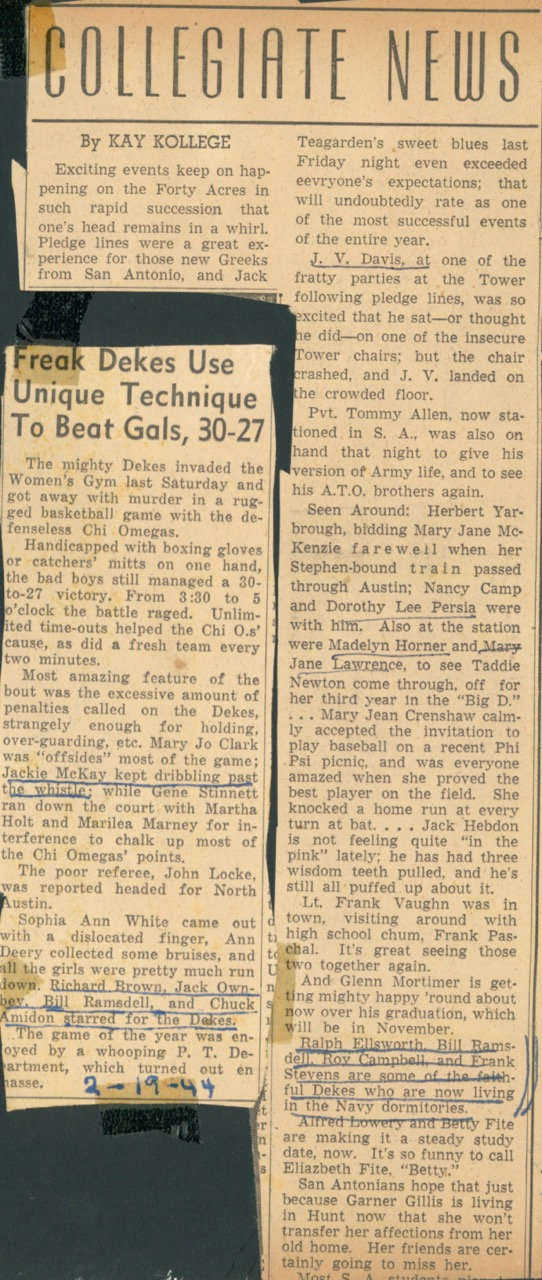 COLLEGIATE NEWS
By KAY KOLLEGE
Exciting events keep on hap-
pening on the Forty Acres in
such rapid succession that
one's head remains in a whirl.
Pledge lines were a great ex-
perience for those new Greeks
from San Antonio, and Jack
Teagarden's sweet blues last
Friday night even exceeded
eevryone's expectations; that
will undoubtedly rate as one
of the most successful events
of the entire year.
J. V. Davis, at one of the
fratty parties at the Tower
following pledge lines, was so
excited that he sat—or thought
he did—on one of the insecure
Tower chairs; but the chair
crashed, and J. V. landed on
the crowded floor.
Pvt. Tommy Allen, now sta-
tioned in S. A., was also on
hand that night to give his
version of Army life, and to see
his A.T.O. brothers again.
Seen Around: Herbert Yar-
brough, bidding Mary Jane Mc-
Kenzie farewell when her
Stephen-bound train passed
through Austin; Nancy Camp
and Dorothy Lee Persia were
with him. Also at the station
were Madelyn Horner and Mary
Jane Lawrence, to see Taddie
Newton come through, off for
her third year in the "Big D."
... Mary Jean Crenshaw calm-
ly accepted the invitation to
play baseball on a recent Phi
Psi picnic, and was everyone
amazed when she proved the
best player on the field. She
knocked a home run at every
turn at bat. . . . Jack Hebdon
is not feeling quite "in the
pink" lately; he has had three
wisdom teeth pulled, and he's
still all puffed up about it.
Lt. Frank Vaughn was in
town, visiting around with
high school chum, Frank Pas-
chal. It's great seeing those
two together again.
And Glenn Mortimer is get-
ting mighty happy 'round about
now over his graduation, which
will be in November.
Ralph Ellsworth, Bill Rams-
dell, Roy Campbell, and Frank
Stevens are some of the faith-
ful Dekes who are now living
in the Navy dormitories.
Alfred Lowery and Betty Fite
are making it a steady study
date, now. It's so funny to call
Eliazbeth Fite, "Betty."
San Antonians hope that just
because Garner Gillis is living
in Hunt now that she won't
transfer her affections from her
old home. Her friends are cer-
tainly going to miss her.
Most S. A. students
Freak Dekes Use
Unique Technique
To Beat Gals, 30-27
The mighty Dekes invaded the
Women's Gym last Saturday and
got away with murder in a rug-
ged basketball game with the de-
fenseless Chi Omegas.
Handicapped with boxing gloves
or catchers' mitts on one hand,
the bad boys still managed a 30-
to-27 victory. From 3:30 to 5
o'clock the battle raged. Unlim-
ited time-outs helped the Chi O.s'
cause, as did a fresh team every
two minutes.
Most amazing feature of the
bout was the excessive amount of
penalties called on the Dekes,
strangely enough for holding,
over-guarding, etc. Mary Jo Clark
was "offsides" most of the game;
Jackie McKay kept dribbling past
the whistle; while Gene Stinnett
ran down the court with Martha
Holt and Marilea Marney for in-
terference to chalk up most of
the Chi Omegas' points.
The poor referee, John Locke,
was reported headed for North
Austin.
Sophia Ann White came out
with a dislocated finger, Ann
Deery collected some bruises, and
all the girls were pretty much run
down. Richard Brown, Jack Own-
bey, Bill Ramsdell, and Chuck
Amidon starred for the Dekes.
The game of the year was en-
oyed by a whooping P. T. De-
partment, which turned out en
masse.
2-19-44